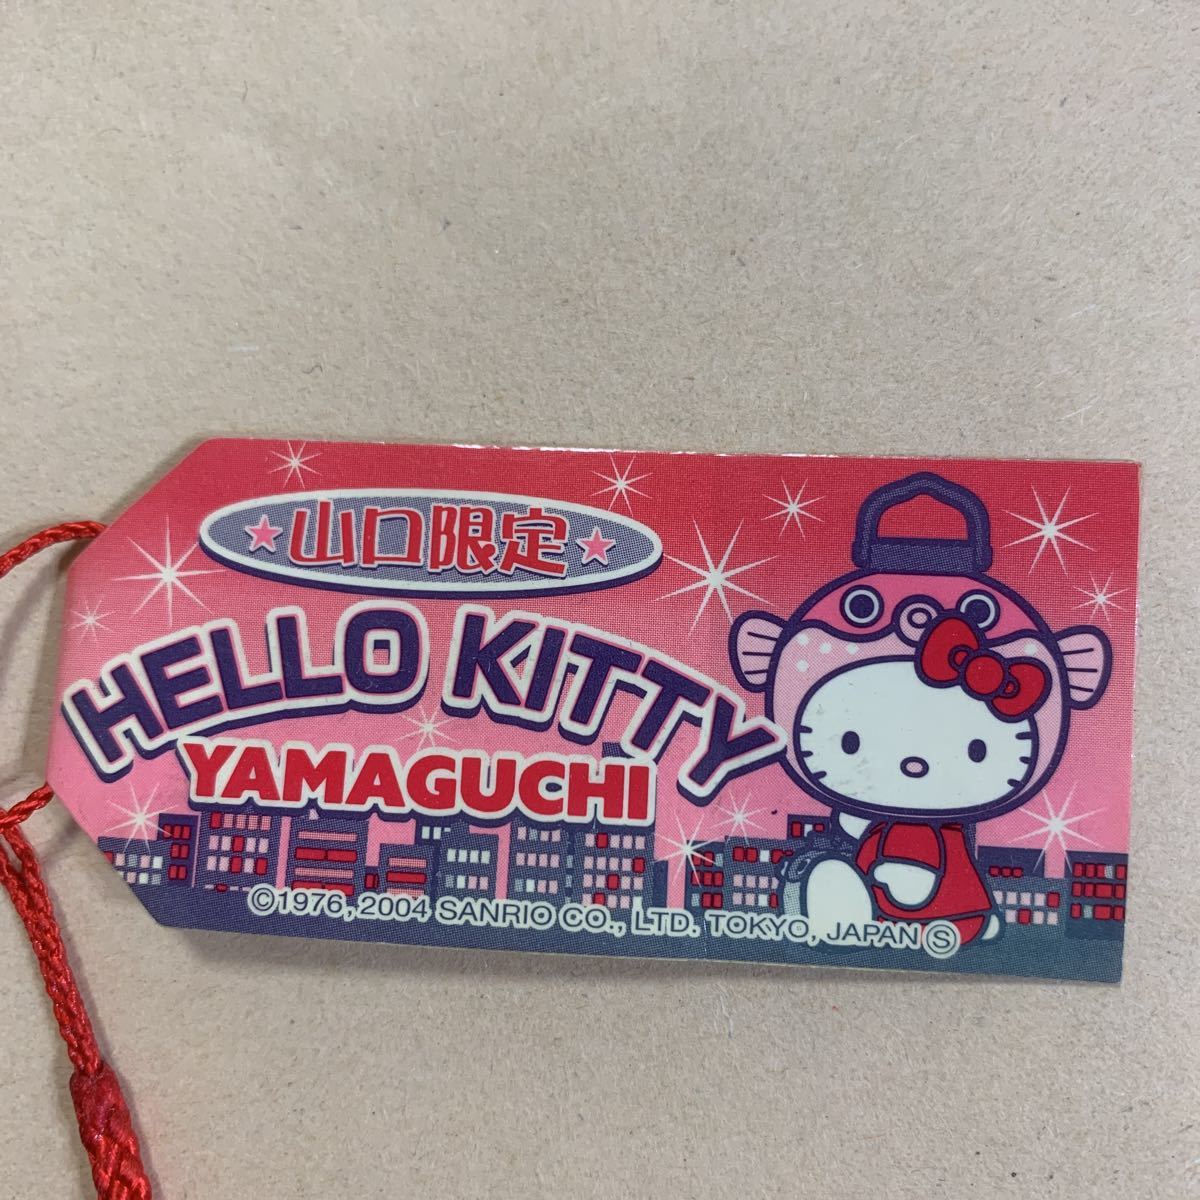 ★山口限定★
HELLO KITTY
YAMAGUCHI
©1976, 2004 SANRIO CO., LTD. TOKYO, JAPAN Ⓢ